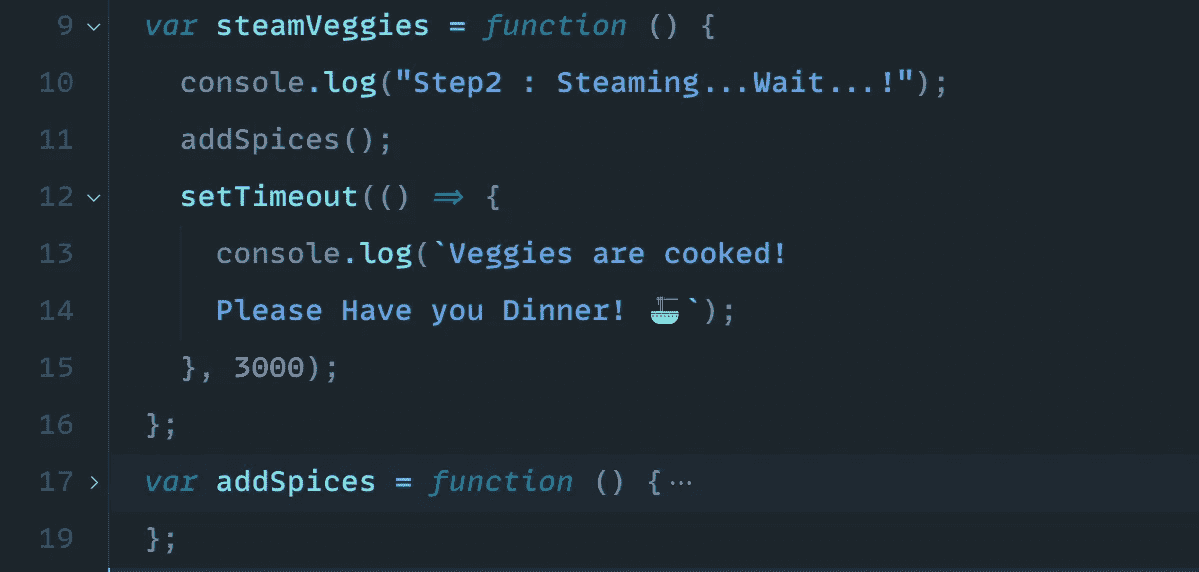 9 var steamVeggies = function () {
10 console.log("Step2 : Steaming...Wait...!");
11 addSpices();
12 setTimeout(() => {
13 console.log(`Veggies are cooked!
14 Please Have you Dinner! 🍜`);
15 }, 3000);
16 };
17 var addSpices = function () {...
19 };